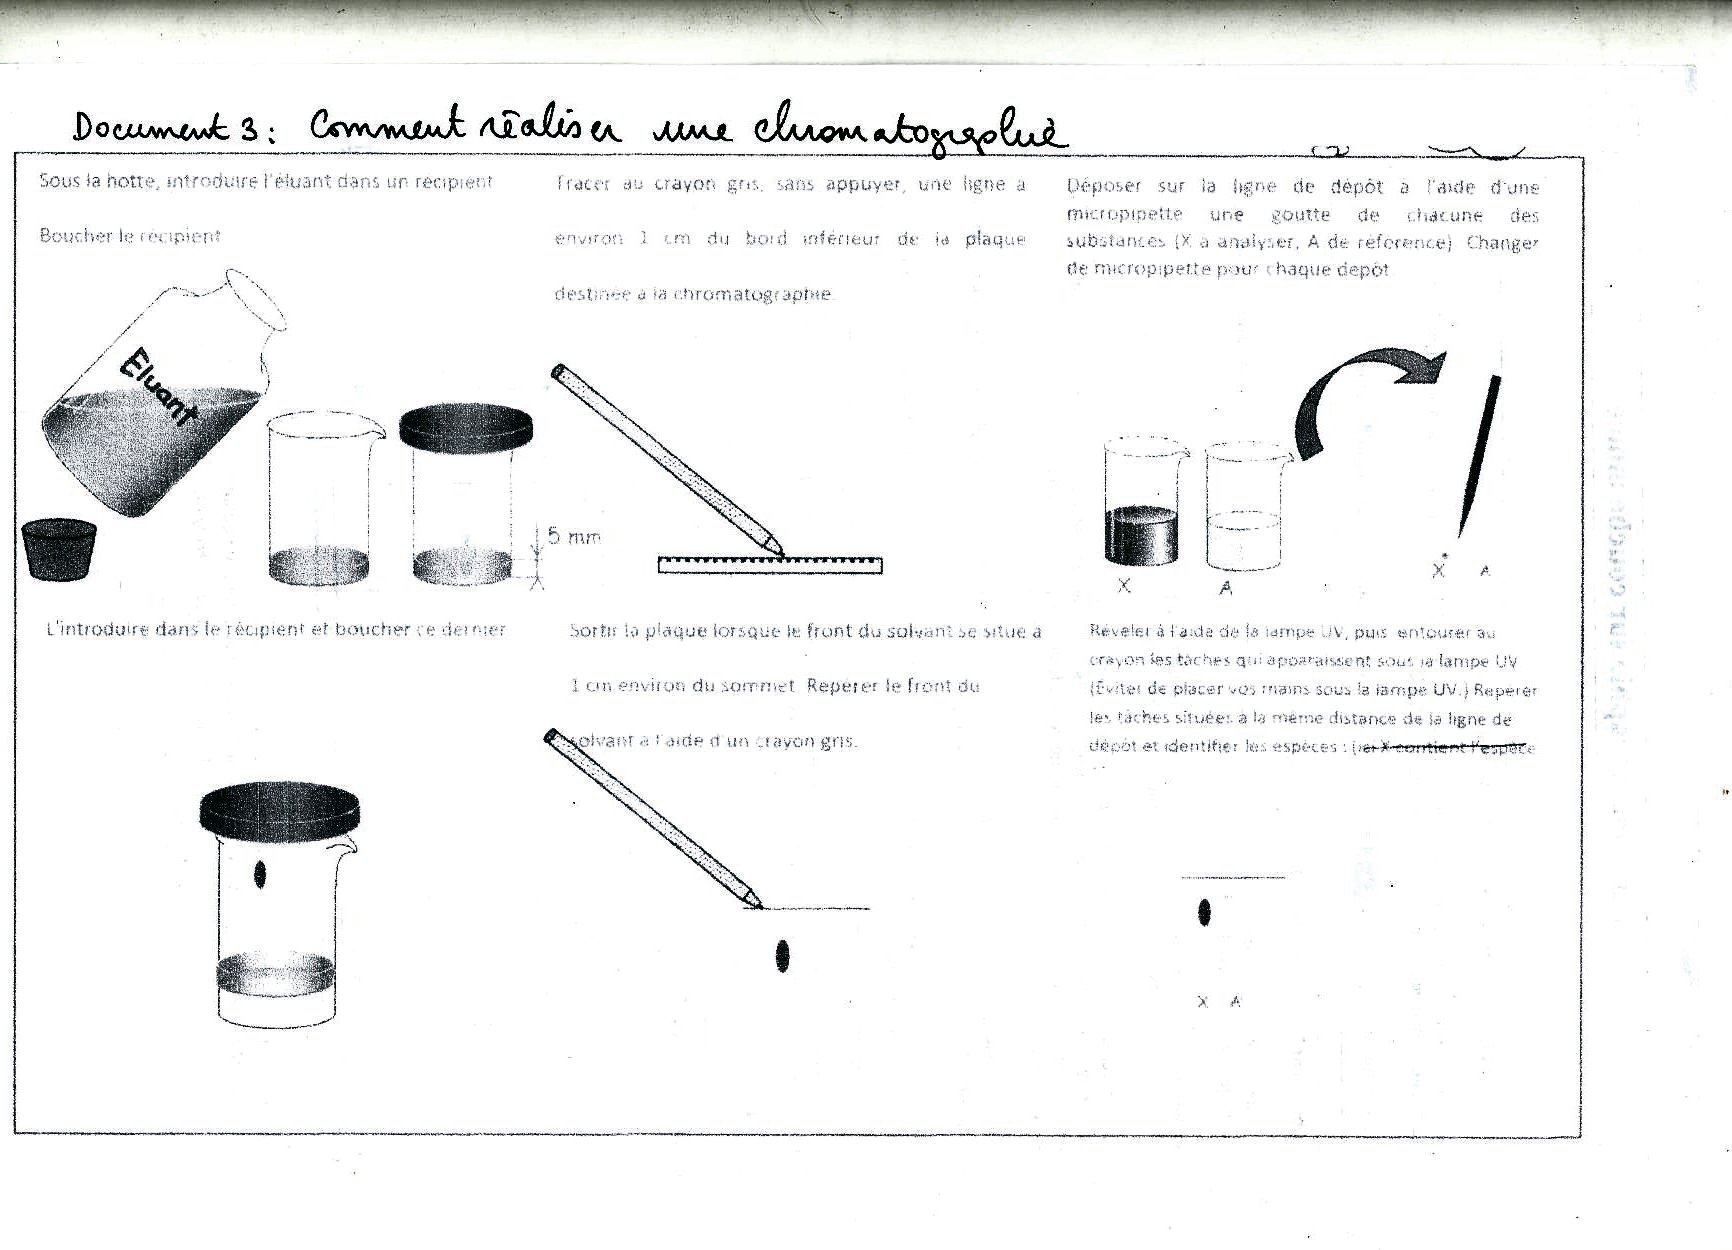 Document 3 : Comment réaliser une chromatographie
Sous la hotte, introduire l'éluant dans un récipient
Boucher le récipient
Eluant
5 mm
Tracer au crayon gris, sans appuyer, une ligne à
environ 1 cm du bord inférieur de la plaque
destinée à la chromatographie.
Déposer sur la ligne de dépôt à l'aide d'une
micropipette une goutte de chacune des
substances (X à analyser, A de référence) Changer
de micropipette pour chaque dépôt
X A
X A
L'introduire dans le récipient et boucher ce dernier
Sortir la plaque lorsque le front du solvant se situe à
1 cm environ du sommet. Repérer le front du
solvant à l'aide d'un crayon gris.
Révéler à l'aide de la lampe UV, puis entourer au
crayon les tâches qui apparaissent sous la lampe UV
(Éviter de placer vos mains sous la lampe UV.) Repérer
les tâches situées à la même distance de la ligne de
dépôt et identifier les espèces : (ici X contient l'espèce
X A